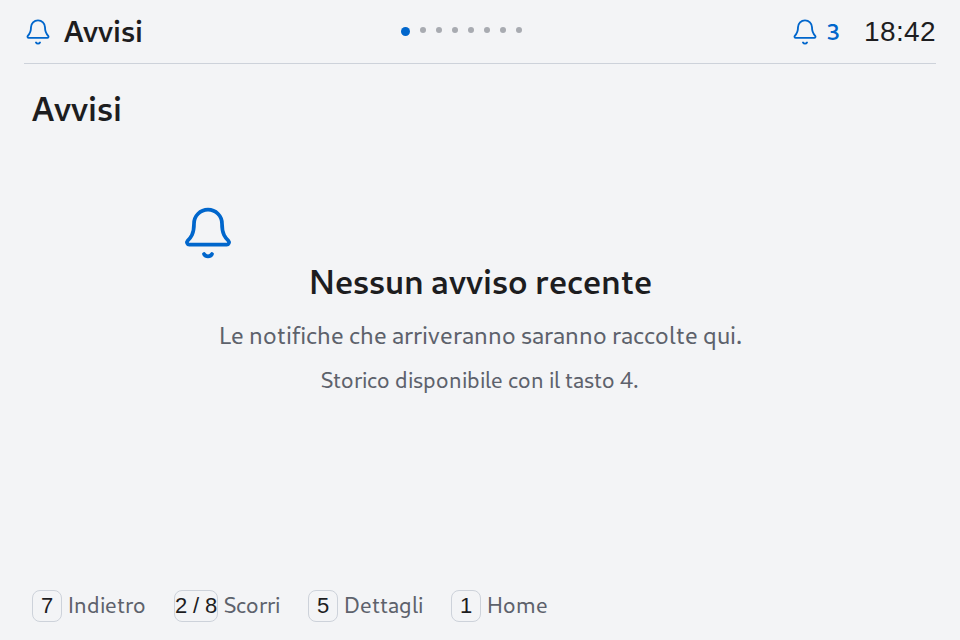 Avvisi
3 18:42
Avvisi
Nessun avviso recente
Le notifiche che arriveranno saranno raccolte qui.
Storico disponibile con il tasto 4.
7 Indietro 2 / 8 Scorri 5 Dettagli 1 Home